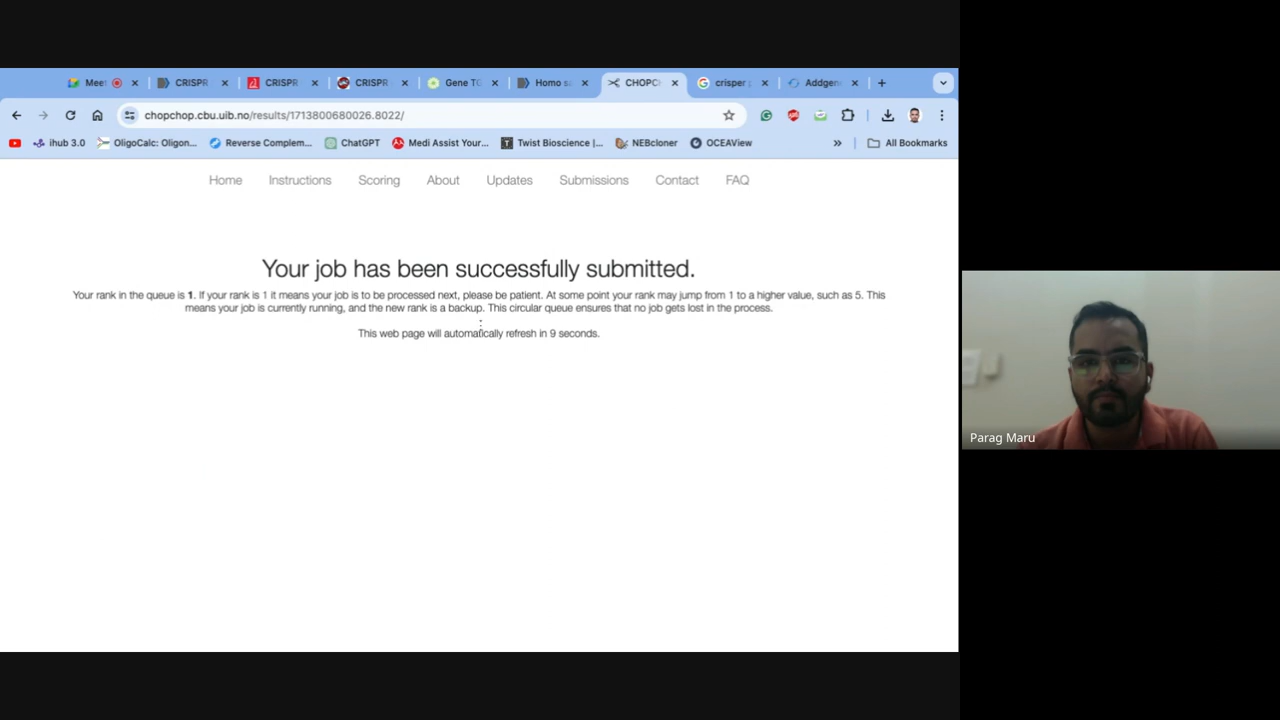 Meet CRISPR CRISPR CRISPR Gene TG Homo sa CHOPCH crisper p Addgene
chopchop.cbu.uib.no/results/1713800680026.8022/
ihub 3.0 OligoCalc: Oligon... Reverse Complem... ChatGPT Medi Assist Your... Twist Bioscience |... NEBcloner OCEAView » All Bookmarks
Home Instructions Scoring About Updates Submissions Contact FAQ
Your job has been successfully submitted.
Your rank in the queue is 1. If your rank is 1 it means your job is to be processed next, please be patient. At some point your rank may jump from 1 to a higher value, such as 5. This
means your job is currently running, and the new rank is a backup. This circular queue ensures that no job gets lost in the process.
This web page will automatically refresh in 9 seconds.
Parag Maru